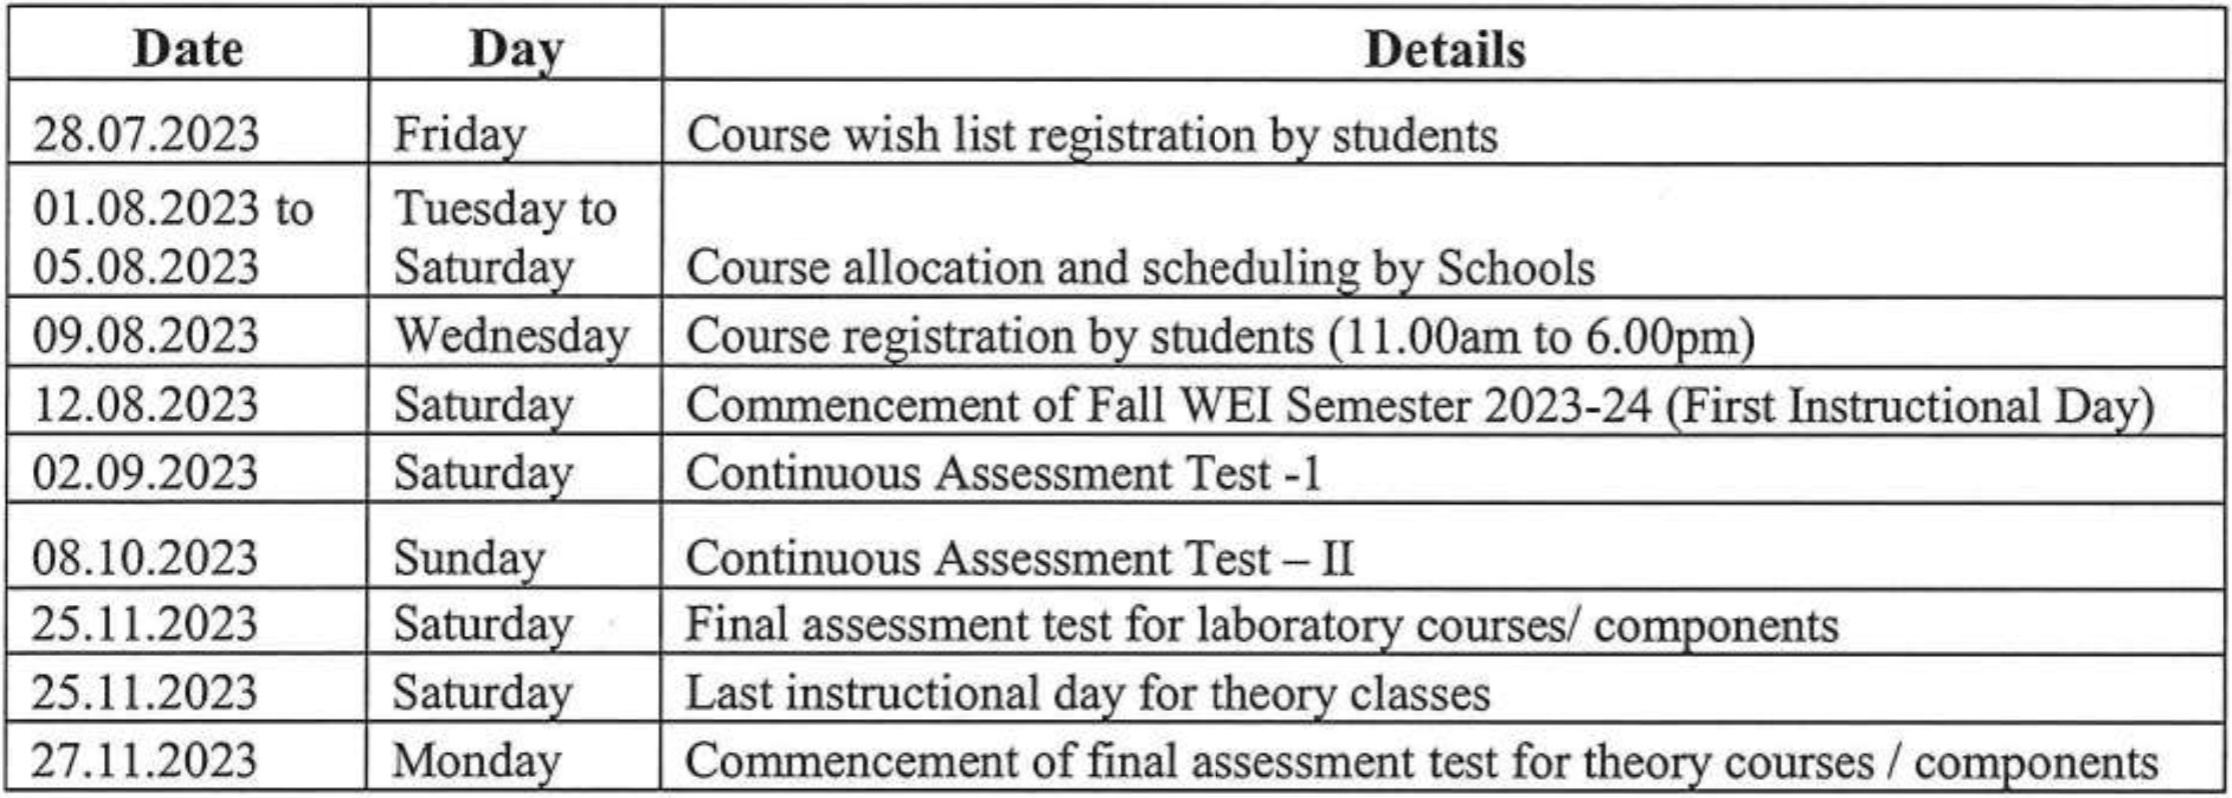 Date Day Details
28.07.2023 Friday Course wish list registration by students
01.08.2023 to Tuesday to
05.08.2023 Saturday Course allocation and scheduling by Schools
09.08.2023 Wednesday Course registration by students (11.00am to 6.00pm)
12.08.2023 Saturday Commencement of Fall WEI Semester 2023-24 (First Instructional Day)
02.09.2023 Saturday Continuous Assessment Test -1
08.10.2023 Sunday Continuous Assessment Test – II
25.11.2023 Saturday Final assessment test for laboratory courses/ components
25.11.2023 Saturday Last instructional day for theory classes
27.11.2023 Monday Commencement of final assessment test for theory courses / components